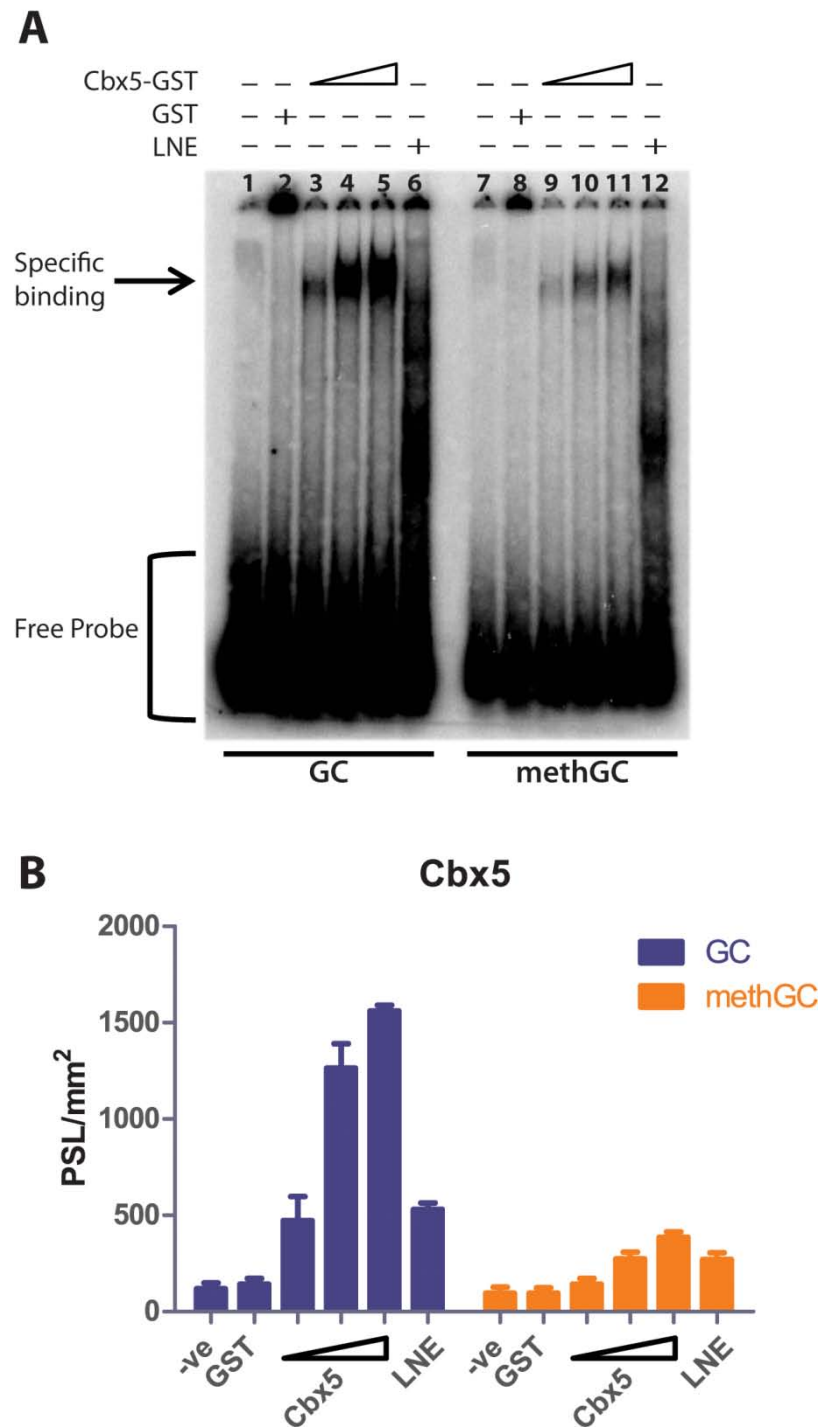 A
Cbx5-GST – – – –
GST – + – – – – – + – – – –
LNE – – – – – + – – – – – +
1 2 3 4 5 6 7 8 9 10 11 12
Specific
binding
Free Probe
GC methGC
B
Cbx5
2000
1500
1000
500
0
PSL/mm²
GC
methGC
-ve GST Cbx5 LNE -ve GST Cbx5 LNE